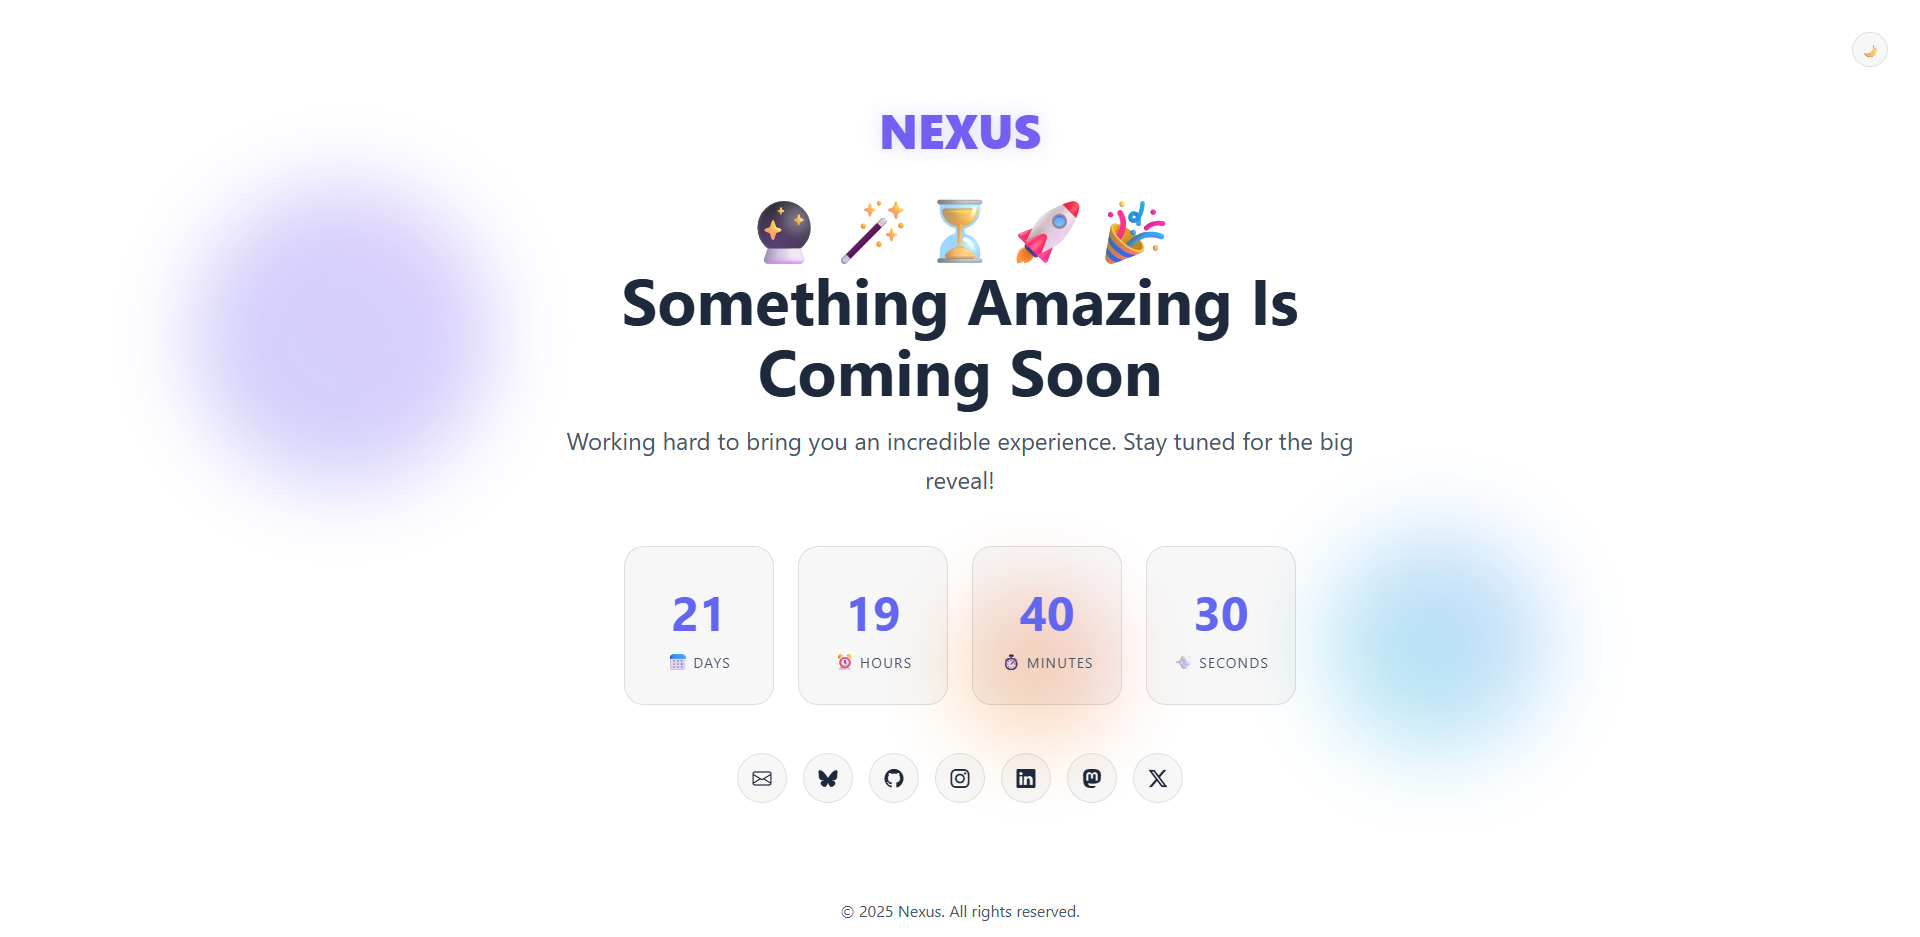 NEXUS
Something Amazing Is
Coming Soon
Working hard to bring you an incredible experience. Stay tuned for the big
reveal!
21 19 40 30
DAYS HOURS MINUTES SECONDS
© 2025 Nexus. All rights reserved.